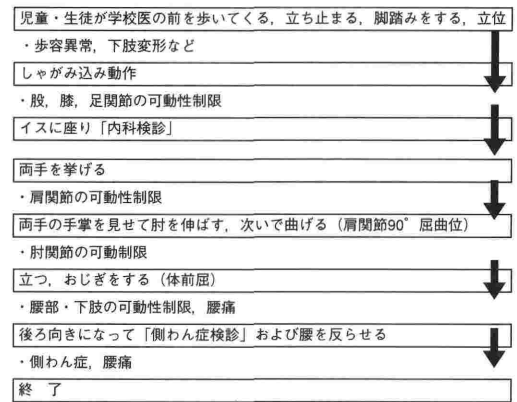 児童・生徒が学校医の前を歩いてくる，立ち止まる，脚踏みをする，立位
・歩容異常，下肢変形など
しゃがみ込み動作
・股，膝，足関節の可動性制限
イスに座り「内科検診」
両手を挙げる
・肩関節の可動性制限
両手の手掌を見せて肘を伸ばす，次いで曲げる（肩関節90°屈曲位）
・肘関節の可動制限
立つ，おじぎをする（体前屈）
・腰部・下肢の可動性制限，腰痛
後ろ向きになって「側わん症検診」および腰を反らせる
・側わん症，腰痛
終　了